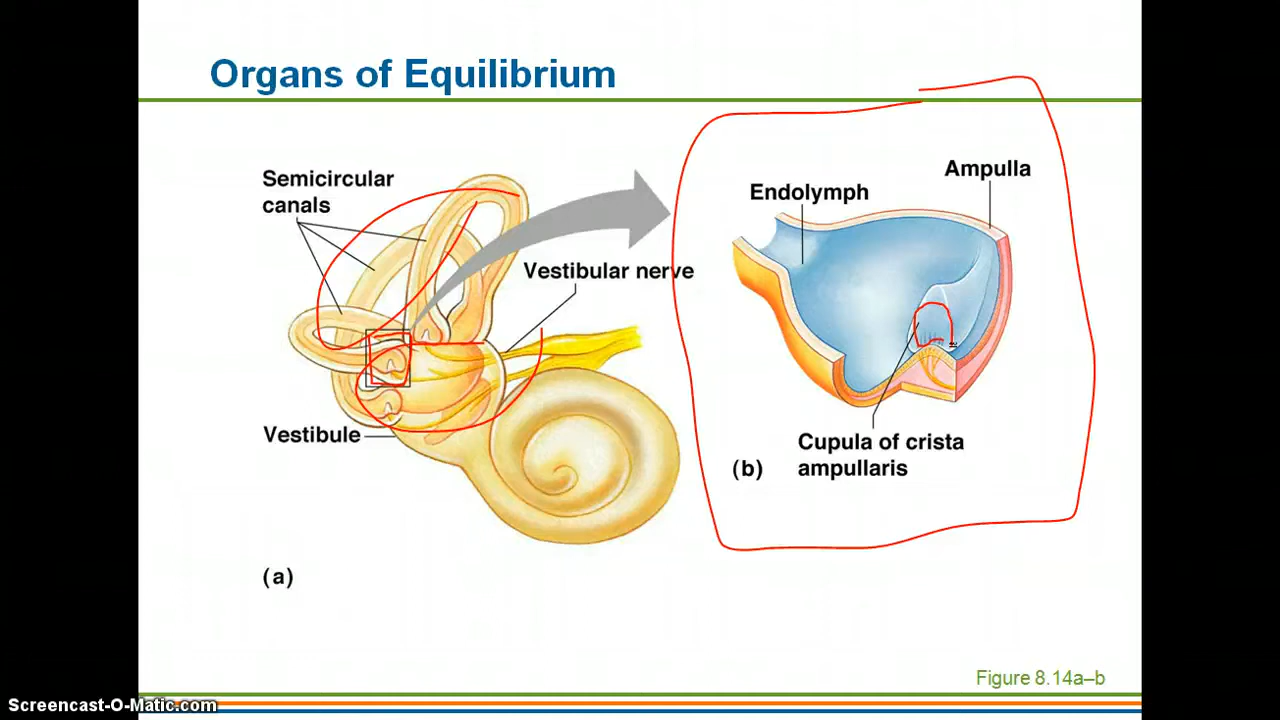 Organs of Equilibrium
Semicircular
canals
Vestibular nerve
Vestibule
(a)
Endolymph
Ampulla
Cupula of crista
ampullaris
(b)
Figure 8.14a–b
Screencast-O-Matic.com